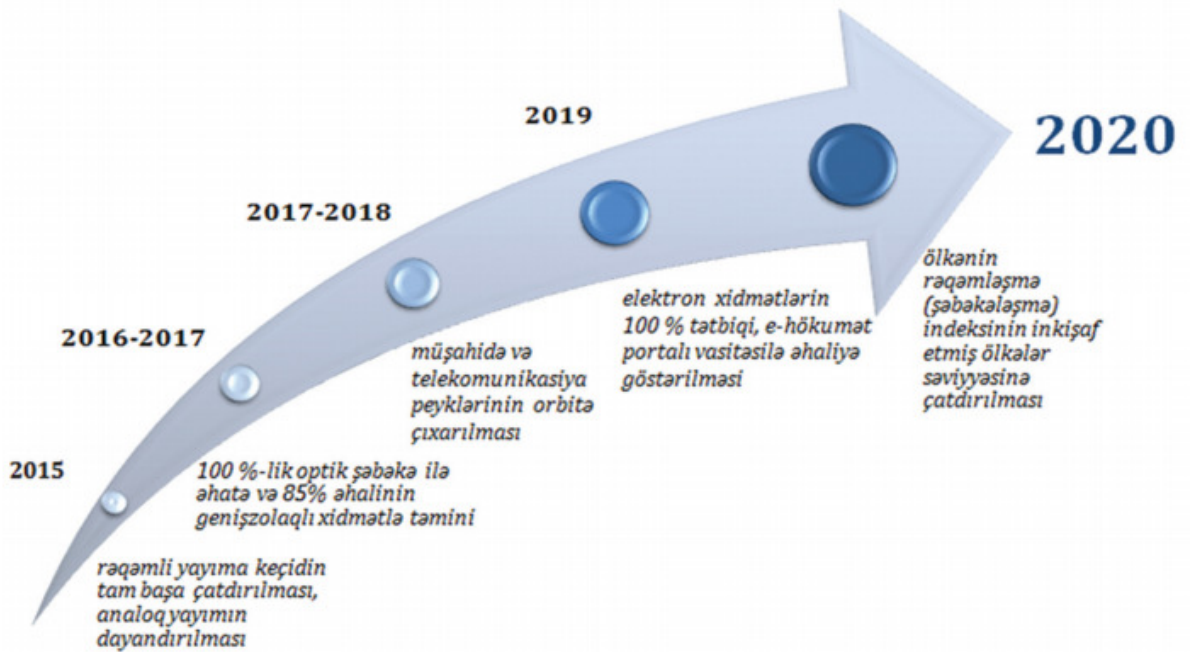 2015
rəqəmli yayıma keçidin
tam başa çatdırılması,
analoq yayımın
dayandırılması
2016-2017
100 %-lik optik şəbəkə ilə
əhatə və 85% əhalinin
genişzolaqlı xidmətlə təmini
2017-2018
müşahidə və
telekomunikasiya
peyklərinin orbitə
çıxarılması
2019
elektron xidmətlərin
100 % tətbiqi, e-hökumət
portalı vasitəsilə əhaliyə
göstərilməsi
2020
ölkənin
rəqəmləşmə
(şəbəkələşmə)
indeksinin inkişaf
etmiş ölkələr
səviyyəsinə
çatdırılması